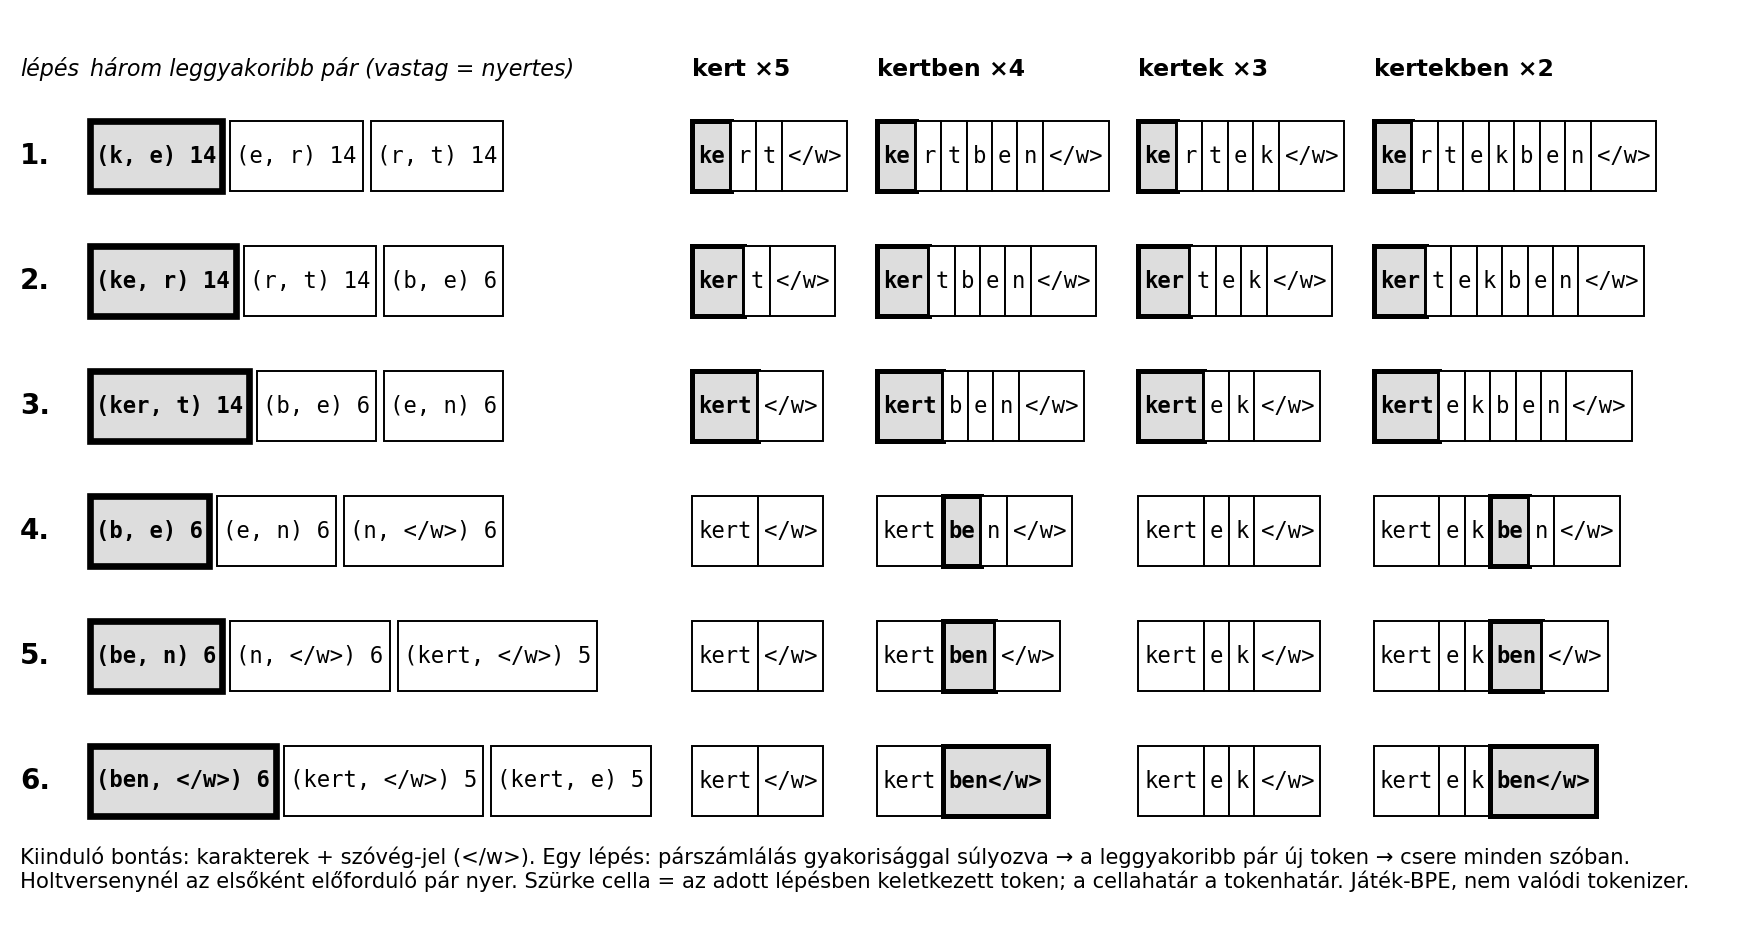 lépés három leggyakoribb pár (vastag = nyertes) kert ×5 kertben ×4 kertek ×3 kertekben ×2
1. (k, e) 14 (e, r) 14 (r, t) 14 ke r t </w> ke r t b e n </w> ke r t e k </w> ke r t e k b e n </w>
2. (ke, r) 14 (r, t) 14 (b, e) 6 ker t </w> ker t b e n </w> ker t e k </w> ker t e k b e n </w>
3. (ker, t) 14 (b, e) 6 (e, n) 6 kert </w> kert b e n </w> kert e k </w> kert e k b e n </w>
4. (b, e) 6 (e, n) 6 (n, </w>) 6 kert </w> kert be n </w> kert e k </w> kert e k be n </w>
5. (be, n) 6 (n, </w>) 6 (kert, </w>) 5 kert </w> kert ben </w> kert e k </w> kert e k ben </w>
6. (ben, </w>) 6 (kert, </w>) 5 (kert, e) 5 kert </w> kert ben</w> kert e k </w> kert e k ben</w>
Kiinduló bontás: karakterek + szóvég-jel (</w>). Egy lépés: párszámlálás gyakorisággal súlyozva → a leggyakoribb pár új token → csere minden szóban.
Holtversenynél az elsőként előforduló pár nyer. Szürke cella = az adott lépésben keletkezett token; a cellahatár a tokenhatár. Játék-BPE, nem valódi tokenizer.